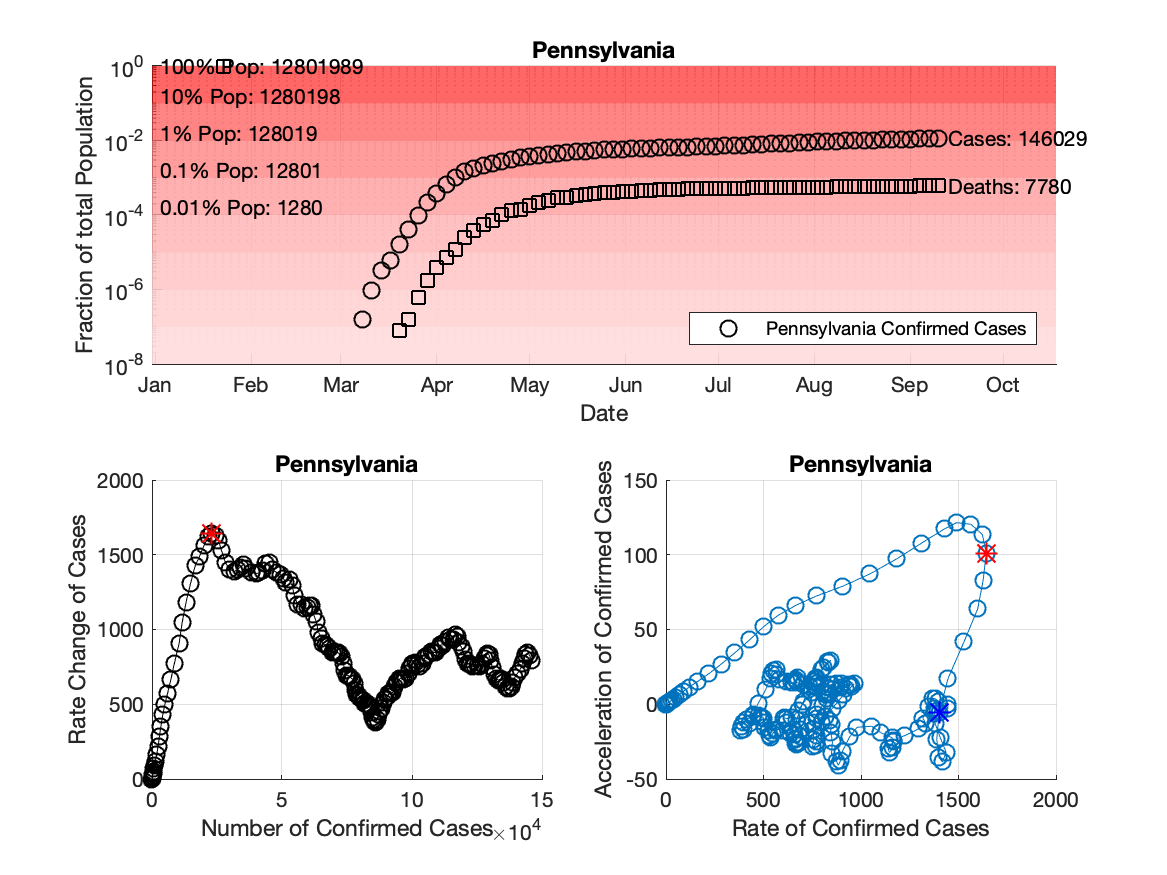 Pennsylvania
10^0
10^-2
10^-4
10^-6
10^-8
Fraction of total Population
100% Pop: 12801989
10% Pop: 1280198
1% Pop: 128019
0.1% Pop: 12801
0.01% Pop: 1280
Cases: 146029
Deaths: 7780
Pennsylvania Confirmed Cases
Jan Feb Mar Apr May Jun Jul Aug Sep Oct
Date
Pennsylvania
2000
1500
1000
500
0
Rate Change of Cases
0 5 10 15
Number of Confirmed Cases ×10^4
Pennsylvania
150
100
50
0
-50
Acceleration of Confirmed Cases
0 500 1000 1500 2000
Rate of Confirmed Cases